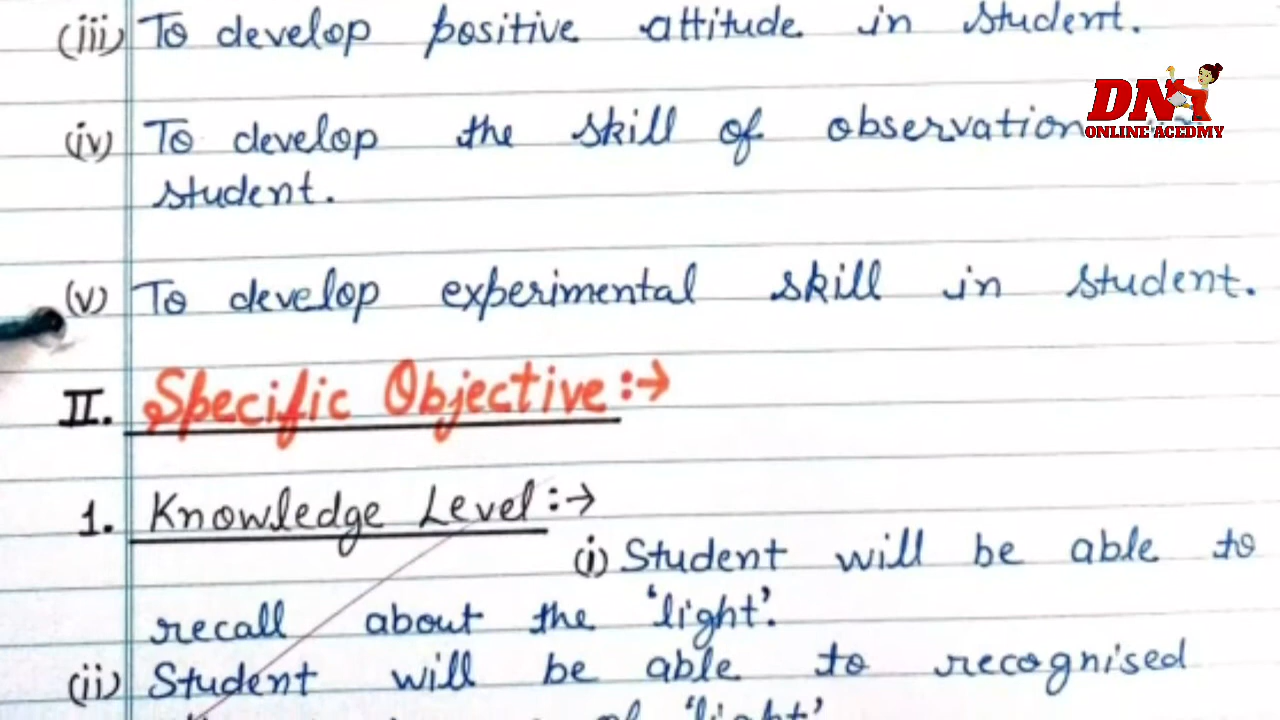 (iii) To develop positive attitude in student.
DNA
ONLINE ACEDMY
(iv) To develop the skill of observation
student.
(v) To develop experimental skill in student.
II. Specific Objective:→
1. Knowledge Level:→
(i) Student will be able to
recall about the 'light'.
(ii) Student will be able to recognised
of 'light'